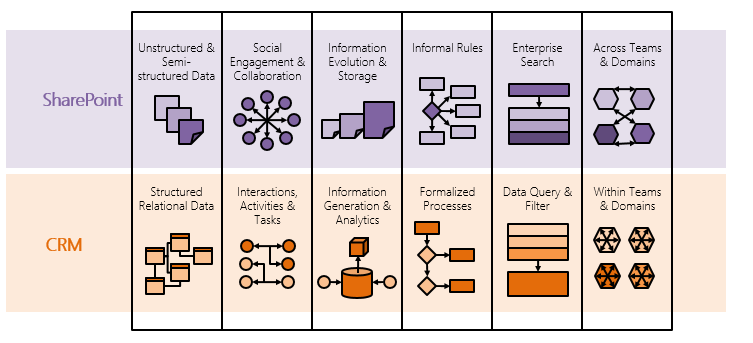 SharePoint
Unstructured &
Semi-
structured Data
Social
Engagement &
Collaboration
Information
Evolution &
Storage
Informal Rules
Enterprise
Search
Across Teams
& Domains
CRM
Structured
Relational Data
Interactions,
Activities &
Tasks
Information
Generation &
Analytics
Formalized
Processes
Data Query &
Filter
Within Teams
& Domains